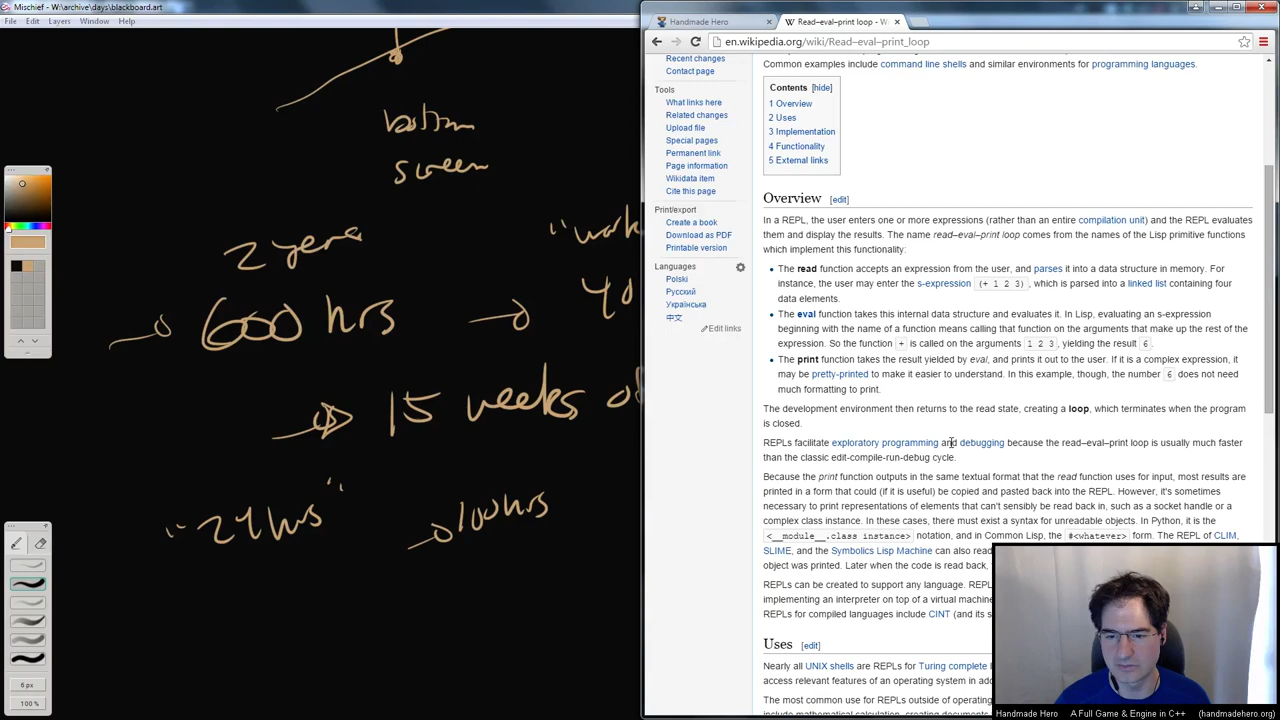 Mischief - W:\archive\days\blackboard.art
File Edit Layers Window Help
bottom
screen
2 years
"work
600 hrs
40
15 weeks of
"24 hrs"
100 hrs
6 px
100 %
Handmade Hero
Read–eval–print loop - Wi
en.wikipedia.org/wiki/Read–eval–print_loop
Recent changes
Contact page
Tools
What links here
Related changes
Upload file
Special pages
Permanent link
Page information
Wikidata item
Cite this page
Print/export
Create a book
Download as PDF
Printable version
Languages
Polski
Русский
Українська
中文
Edit links
Common examples include command line shells and similar environments for programming languages.
Contents [hide]
1 Overview
2 Uses
3 Implementation
4 Functionality
5 External links
Overview [edit]
In a REPL, the user enters one or more expressions (rather than an entire compilation unit) and the REPL evaluates
them and display the results. The name read–eval–print loop comes from the names of the Lisp primitive functions
which implement this functionality:
The read function accepts an expression from the user, and parses it into a data structure in memory. For
instance, the user may enter the s-expression (+ 1 2 3), which is parsed into a linked list containing four
data elements.
The eval function takes this internal data structure and evaluates it. In Lisp, evaluating an s-expression
beginning with the name of a function means calling that function on the arguments that make up the rest of the
expression. So the function + is called on the arguments 1 2 3, yielding the result 6.
The print function takes the result yielded by eval, and prints it out to the user. If it is a complex expression, it
may be pretty-printed to make it easier to understand. In this example, though, the number 6 does not need
much formatting to print.
The development environment then returns to the read state, creating a loop, which terminates when the program
is closed.
REPLs facilitate exploratory programming and debugging because the read–eval–print loop is usually much faster
than the classic edit-compile-run-debug cycle.
Because the print function outputs in the same textual format that the read function uses for input, most results are
printed in a form that could (if it is useful) be copied and pasted back into the REPL. However, it's sometimes
necessary to print representations of elements that can't sensibly be read back in, such as a socket handle or a
complex class instance. In these cases, there must exist a syntax for unreadable objects. In Python, it is the
<__module__.class instance> notation, and in Common Lisp, the #<whatever> form. The REPL of CLIM,
SLIME, and the Symbolics Lisp Machine can also read
object was printed. Later when the code is read back,
REPLs can be created to support any language. REPL
implementing an interpreter on top of a virtual machine
REPLs for compiled languages include CINT (and its s
Uses [edit]
Nearly all UNIX shells are REPLs for Turing complete
access relevant features of an operating system in add
The most common use for REPLs outside of operating
include mathematical calculation, creating documents
Handmade Hero A Full Game & Engine in C++ (handmadehero.org)